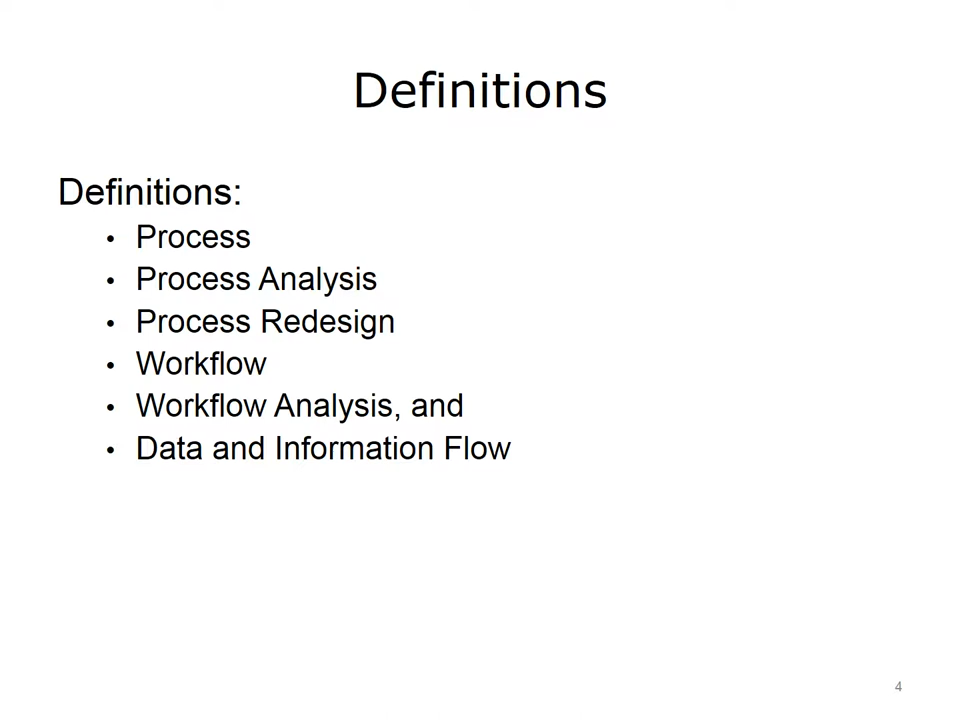 Definitions
Definitions:
• Process
• Process Analysis
• Process Redesign
• Workflow
• Workflow Analysis, and
• Data and Information Flow
4